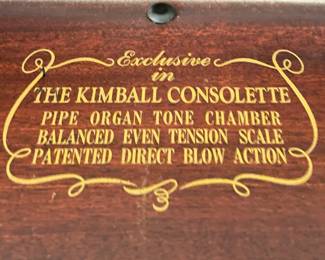 Exclusive
in
THE KIMBALL CONSOLETTE
PIPE ORGAN TONE CHAMBER
BALANCED EVEN TENSION SCALE
PATENTED DIRECT BLOW ACTION